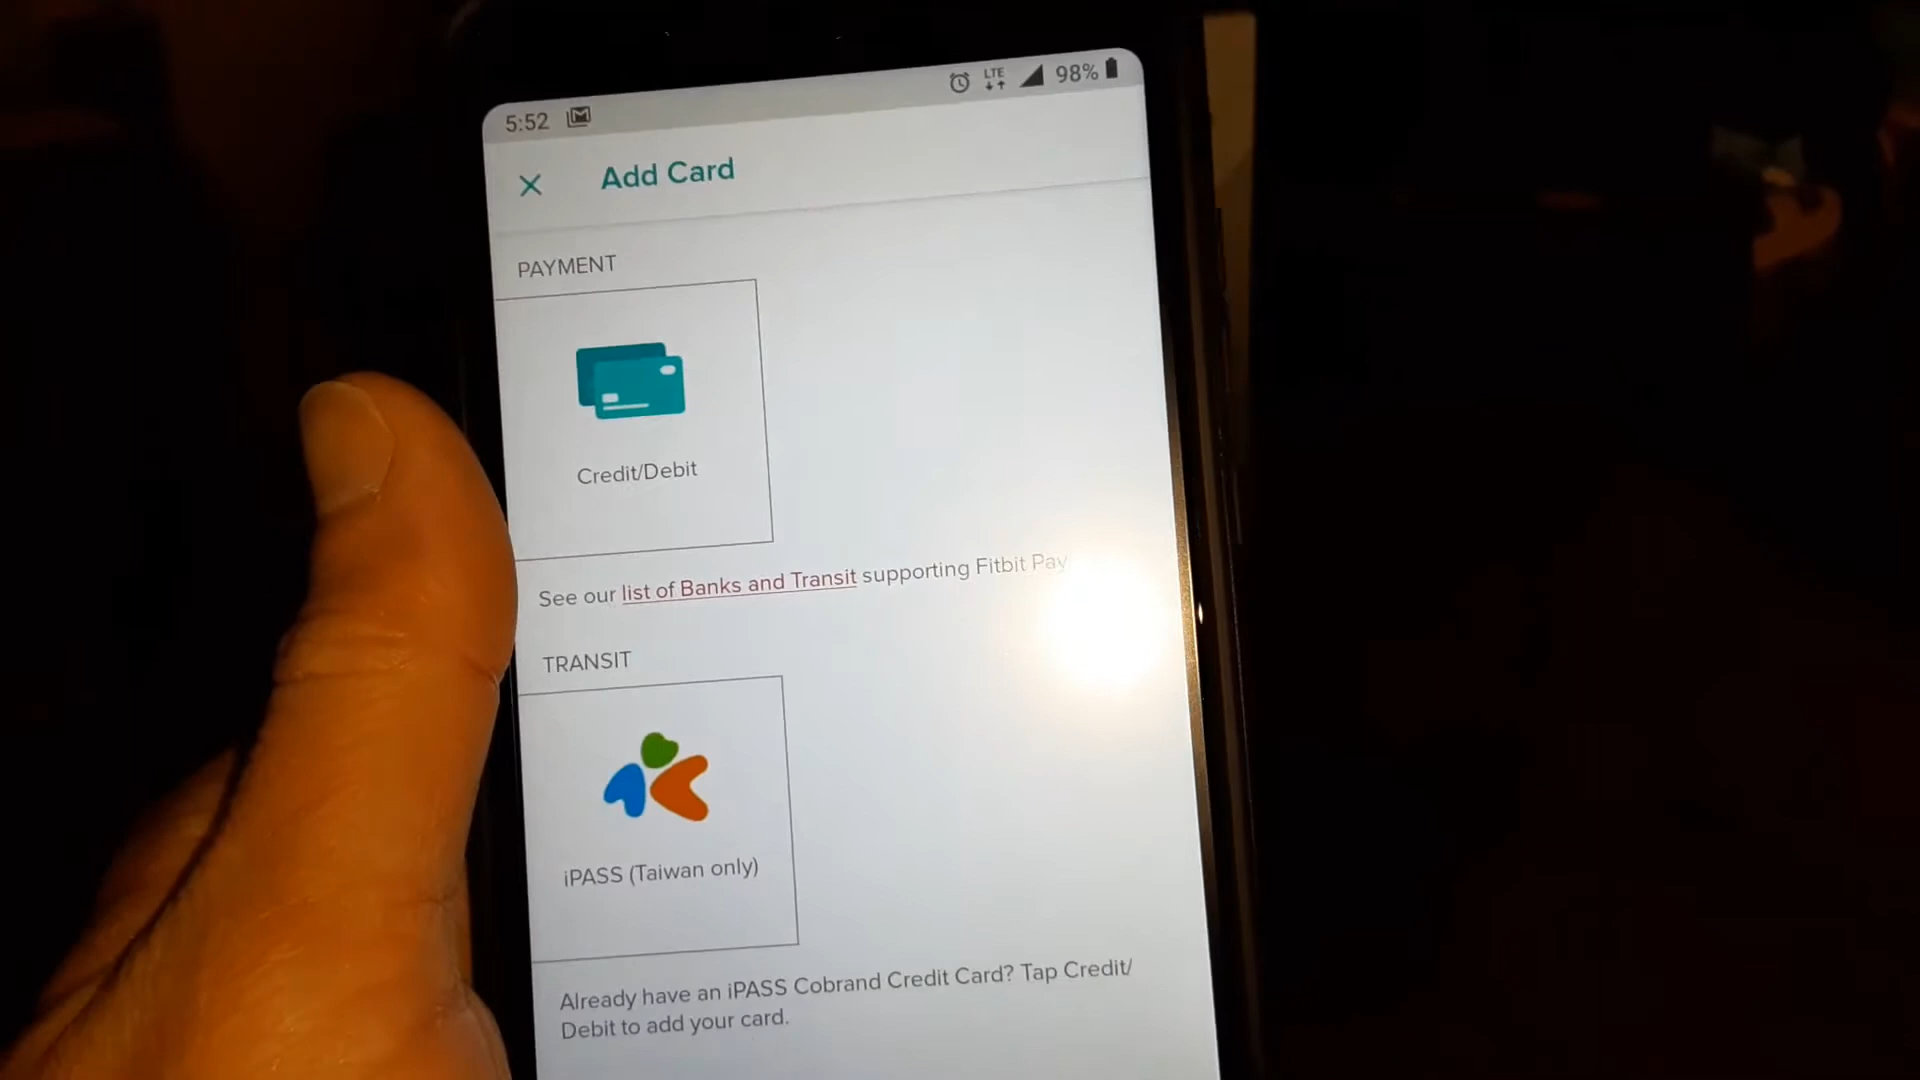 5:52 LTE 98%
Add Card
PAYMENT
Credit/Debit
See our list of Banks and Transit supporting Fitbit Pay
TRANSIT
iPASS (Taiwan only)
Already have an iPASS Cobrand Credit Card? Tap Credit/
Debit to add your card.